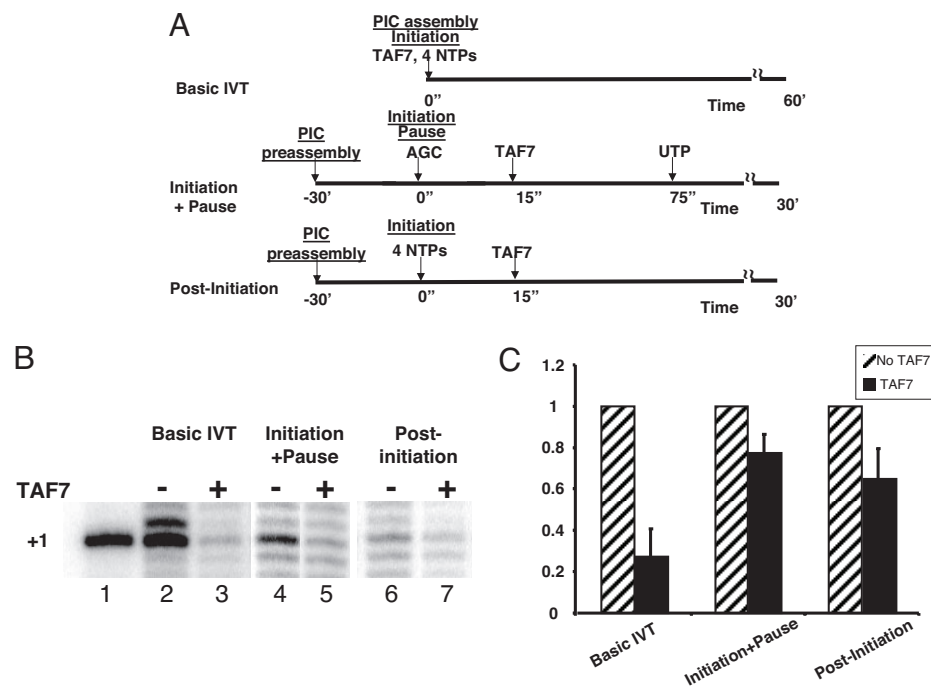 A
PIC assembly
Initiation
TAF7, 4 NTPs
Basic IVT
0”
Time
60’
PIC
preassembly
Initiation
Pause
AGC
TAF7
UTP
Initiation
+ Pause
-30’
0”
15”
75”
Time
30’
PIC
preassembly
Initiation
4 NTPs
TAF7
Post-Initiation
-30’
0”
15”
Time
30’
B
Basic IVT
Initiation
+Pause
Post-
initiation
TAF7 - + - + - +
+1
1 2 3 4 5 6 7
C
No TAF7
TAF7
1.2
1
0.8
0.6
0.4
0.2
0
Basic IVT
Initiation+Pause
Post-Initiation